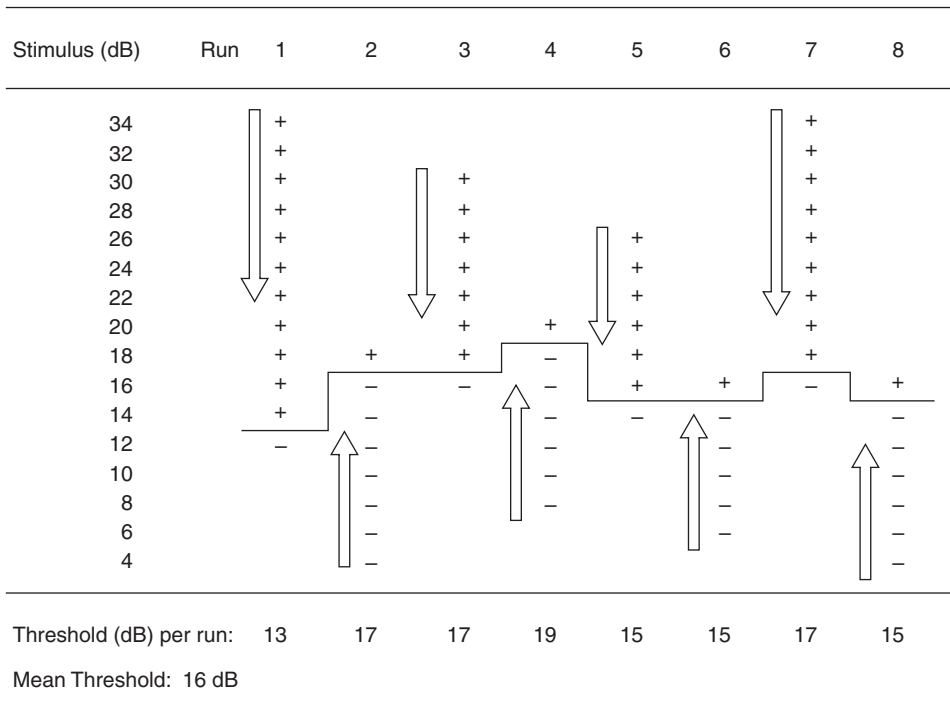 Stimulus (dB) Run 1 2 3 4 5 6 7 8
34 + +
32 + +
30 + + +
28 + + +
26 + + + +
24 + + + +
22 + + + +
20 + + + + +
18 + + + – + +
16 + – – – + + – +
14 + – – – – –
12 – – – – –
10 – – – –
8 – – – –
6 – – –
4 – –
Threshold (dB) per run: 13 17 17 19 15 15 17 15
Mean Threshold: 16 dB